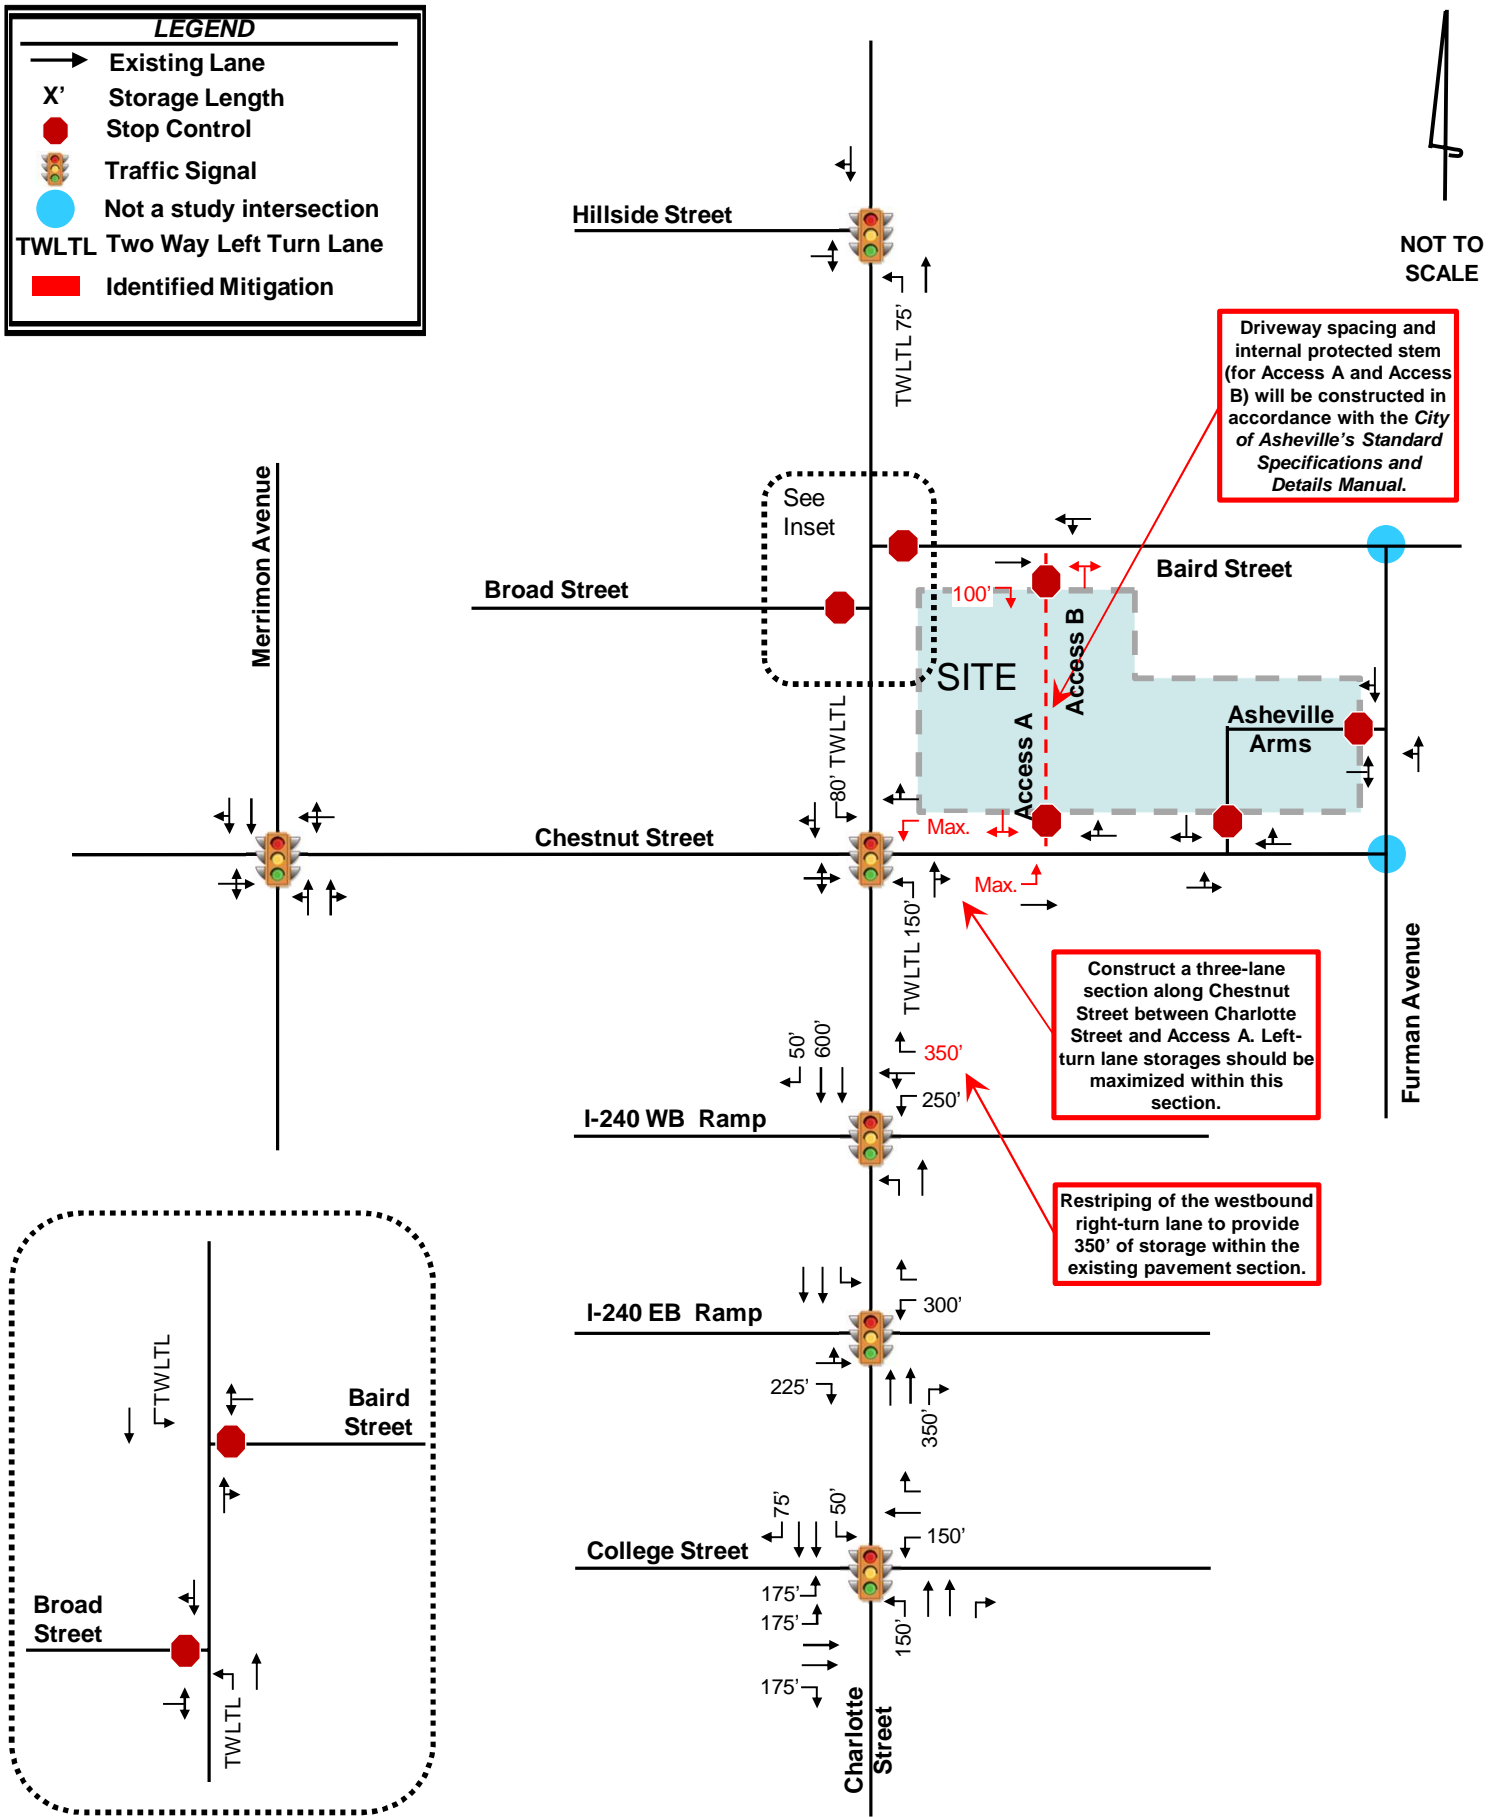 LEGEND
Existing Lane
X’ Storage Length
Stop Control
Traffic Signal
Not a study intersection
TWLTL Two Way Left Turn Lane
Identified Mitigation
NOT TO
SCALE
Hillside Street
TWLTL 75’
Driveway spacing and
internal protected stem
(for Access A and Access
B) will be constructed in
accordance with the City
of Asheville’s Standard
Specifications and
Details Manual.
Merrimon Avenue
See
Inset
Baird Street
Broad Street
100’
SITE
Access B
Access A
Asheville
Arms
80’ TWLTL
Chestnut Street
Max.
Max.
TWLTL 150’
Furman Avenue
Construct a three-lane
section along Chestnut
Street between Charlotte
Street and Access A. Left-
turn lane storages should be
maximized within this
section.
50’
600’
350’
250’
I-240 WB Ramp
Restriping of the westbound
right-turn lane to provide
350’ of storage within the
existing pavement section.
300’
I-240 EB Ramp
225’
350’
75’
50’
150’
College Street
175’
175’
175’
150’
Charlotte
Street
TWLTL
Baird
Street
Broad
Street
TWLTL